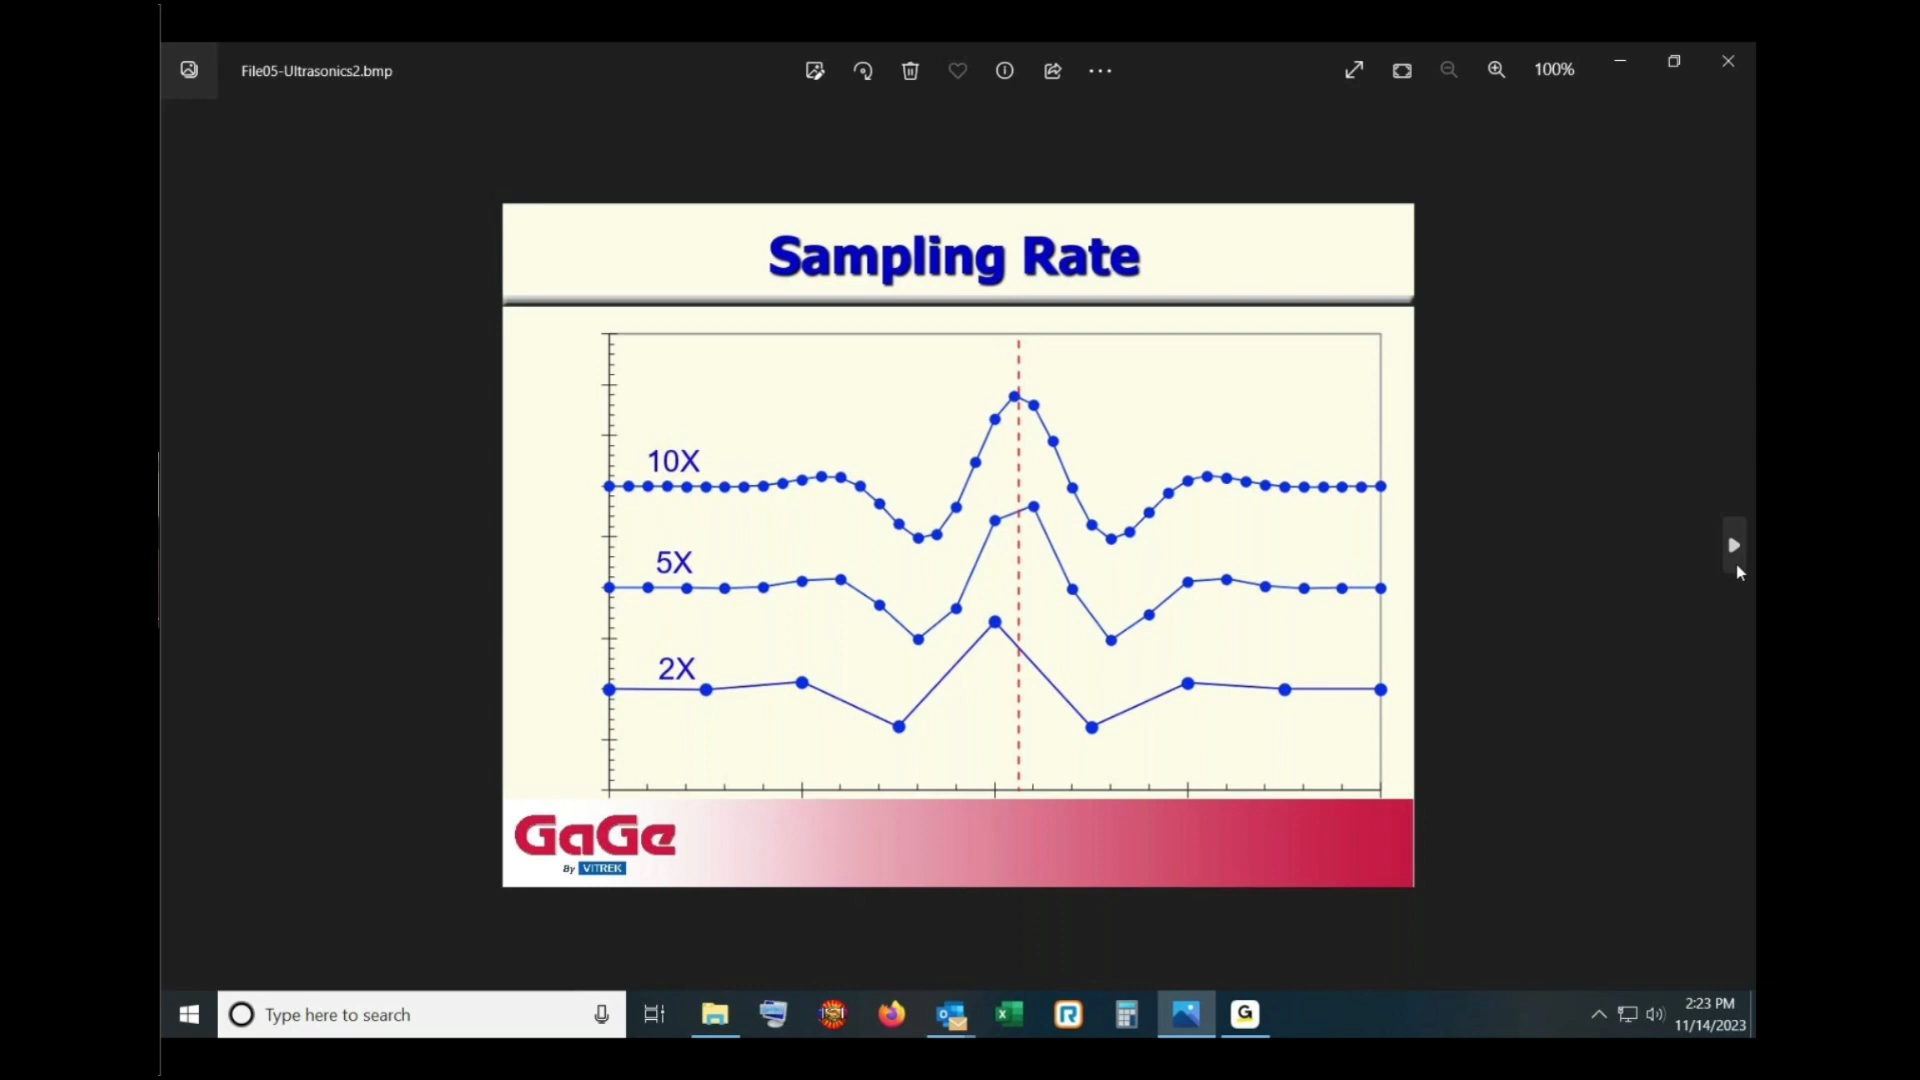 File05-Ultrasonics2.bmp
100%
Sampling Rate
10X
5X
2X
GaGe
By VITREK
Type here to search
2:23 PM
11/14/2023